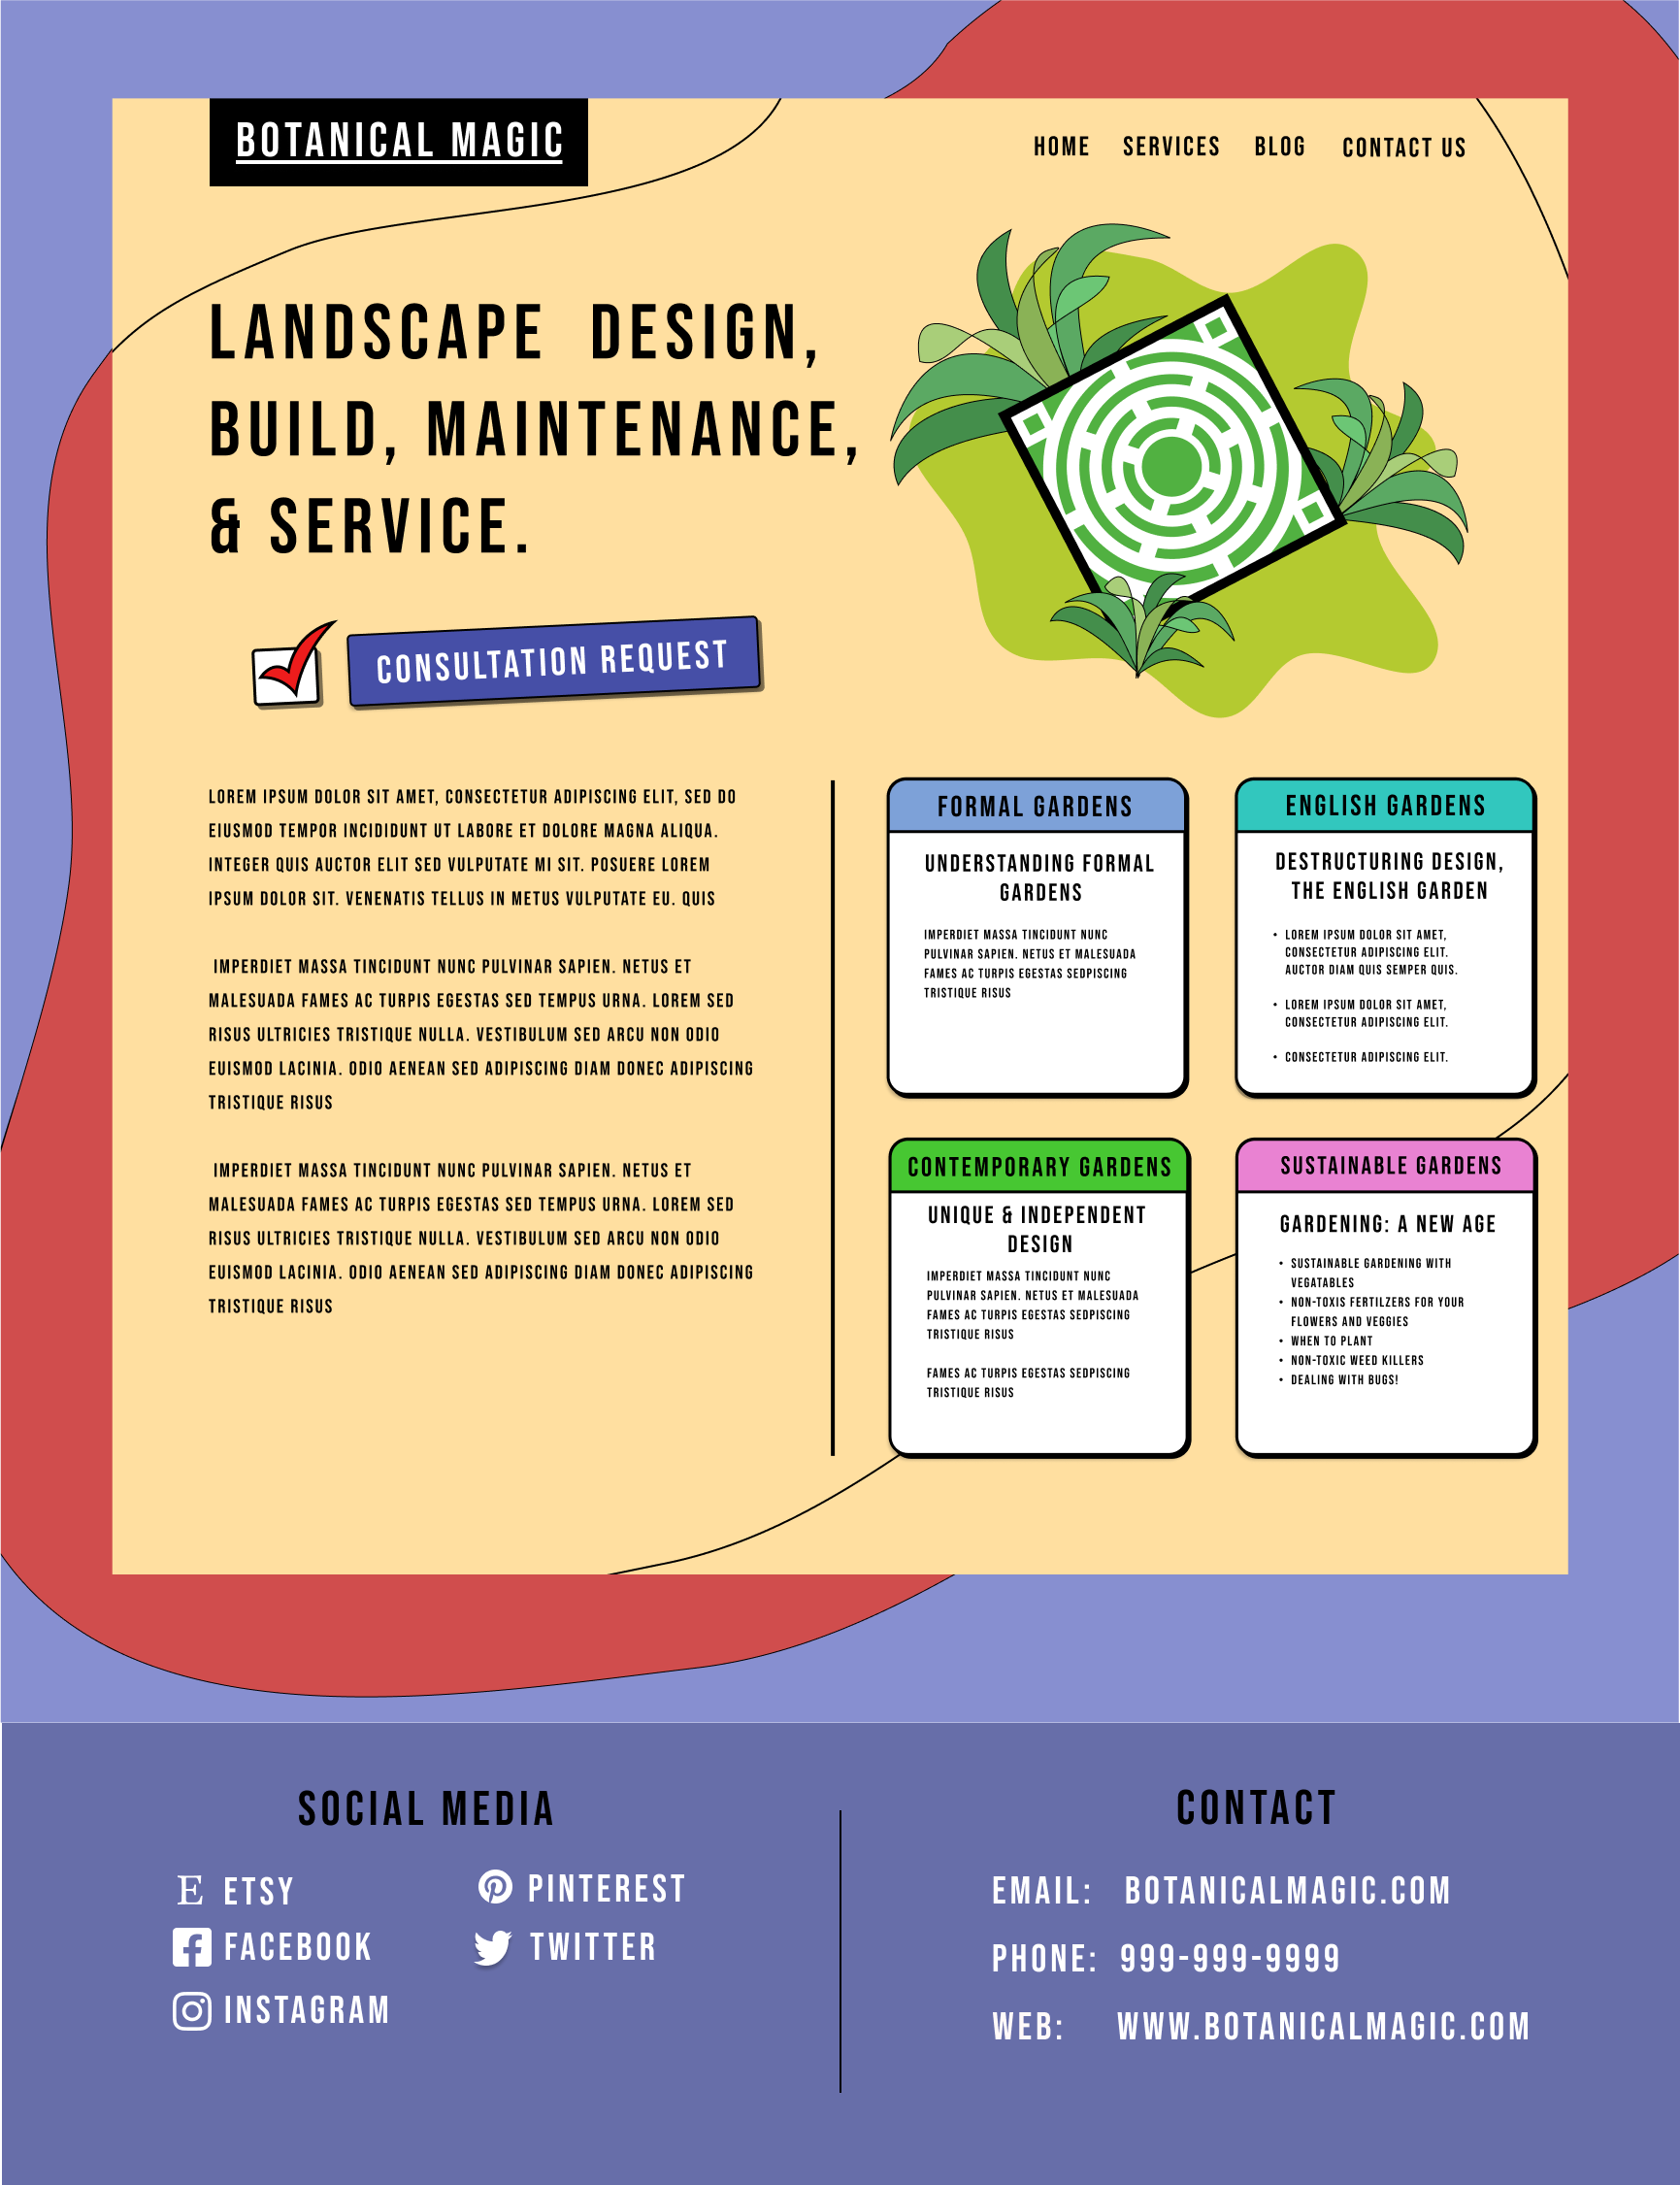 BOTANICAL MAGIC
HOME SERVICES BLOG CONTACT US
LANDSCAPE DESIGN,
BUILD, MAINTENANCE,
& SERVICE.
CONSULTATION REQUEST
LOREM IPSUM DOLOR SIT AMET, CONSECTETUR ADIPISCING ELIT, SED DO
EIUSMOD TEMPOR INCIDIDUNT UT LABORE ET DOLORE MAGNA ALIQUA.
INTEGER QUIS AUCTOR ELIT SED VULPUTATE MI SIT. POSUERE LOREM
IPSUM DOLOR SIT. VENENATIS TELLUS IN METUS VULPUTATE EU. QUIS
IMPERDIET MASSA TINCIDUNT NUNC PULVINAR SAPIEN. NETUS ET
MALESUADA FAMES AC TURPIS EGESTAS SED TEMPUS URNA. LOREM SED
RISUS ULTRICIES TRISTIQUE NULLA. VESTIBULUM SED ARCU NON ODIO
EUISMOD LACINIA. ODIO AENEAN SED ADIPISCING DIAM DONEC ADIPISCING
TRISTIQUE RISUS
IMPERDIET MASSA TINCIDUNT NUNC PULVINAR SAPIEN. NETUS ET
MALESUADA FAMES AC TURPIS EGESTAS SED TEMPUS URNA. LOREM SED
RISUS ULTRICIES TRISTIQUE NULLA. VESTIBULUM SED ARCU NON ODIO
EUISMOD LACINIA. ODIO AENEAN SED ADIPISCING DIAM DONEC ADIPISCING
TRISTIQUE RISUS
FORMAL GARDENS
UNDERSTANDING FORMAL
GARDENS
IMPERDIET MASSA TINCIDUNT NUNC
PULVINAR SAPIEN. NETUS ET MALESUADA
FAMES AC TURPIS EGESTAS SEDPISCING
TRISTIQUE RISUS
ENGLISH GARDENS
DESTRUCTURING DESIGN,
THE ENGLISH GARDEN
• LOREM IPSUM DOLOR SIT AMET,
CONSECTETUR ADIPISCING ELIT.
AUCTOR DIAM QUIS SEMPER QUIS.
• LOREM IPSUM DOLOR SIT AMET,
CONSECTETUR ADIPISCING ELIT.
• CONSECTETUR ADIPISCING ELIT.
CONTEMPORARY GARDENS
UNIQUE & INDEPENDENT
DESIGN
IMPERDIET MASSA TINCIDUNT NUNC
PULVINAR SAPIEN. NETUS ET MALESUADA
FAMES AC TURPIS EGESTAS SEDPISCING
TRISTIQUE RISUS
FAMES AC TURPIS EGESTAS SEDPISCING
TRISTIQUE RISUS
SUSTAINABLE GARDENS
GARDENING: A NEW AGE
• SUSTAINABLE GARDENING WITH
VEGATABLES
• NON-TOXIS FERTILZERS FOR YOUR
FLOWERS AND VEGGIES
• WHEN TO PLANT
• NON-TOXIC WEED KILLERS
• DEALING WITH BUGS!
SOCIAL MEDIA
E ETSY
FACEBOOK
INSTAGRAM
PINTEREST
TWITTER
CONTACT
EMAIL: BOTANICALMAGIC.COM
PHONE: 999-999-9999
WEB: WWW.BOTANICALMAGIC.COM